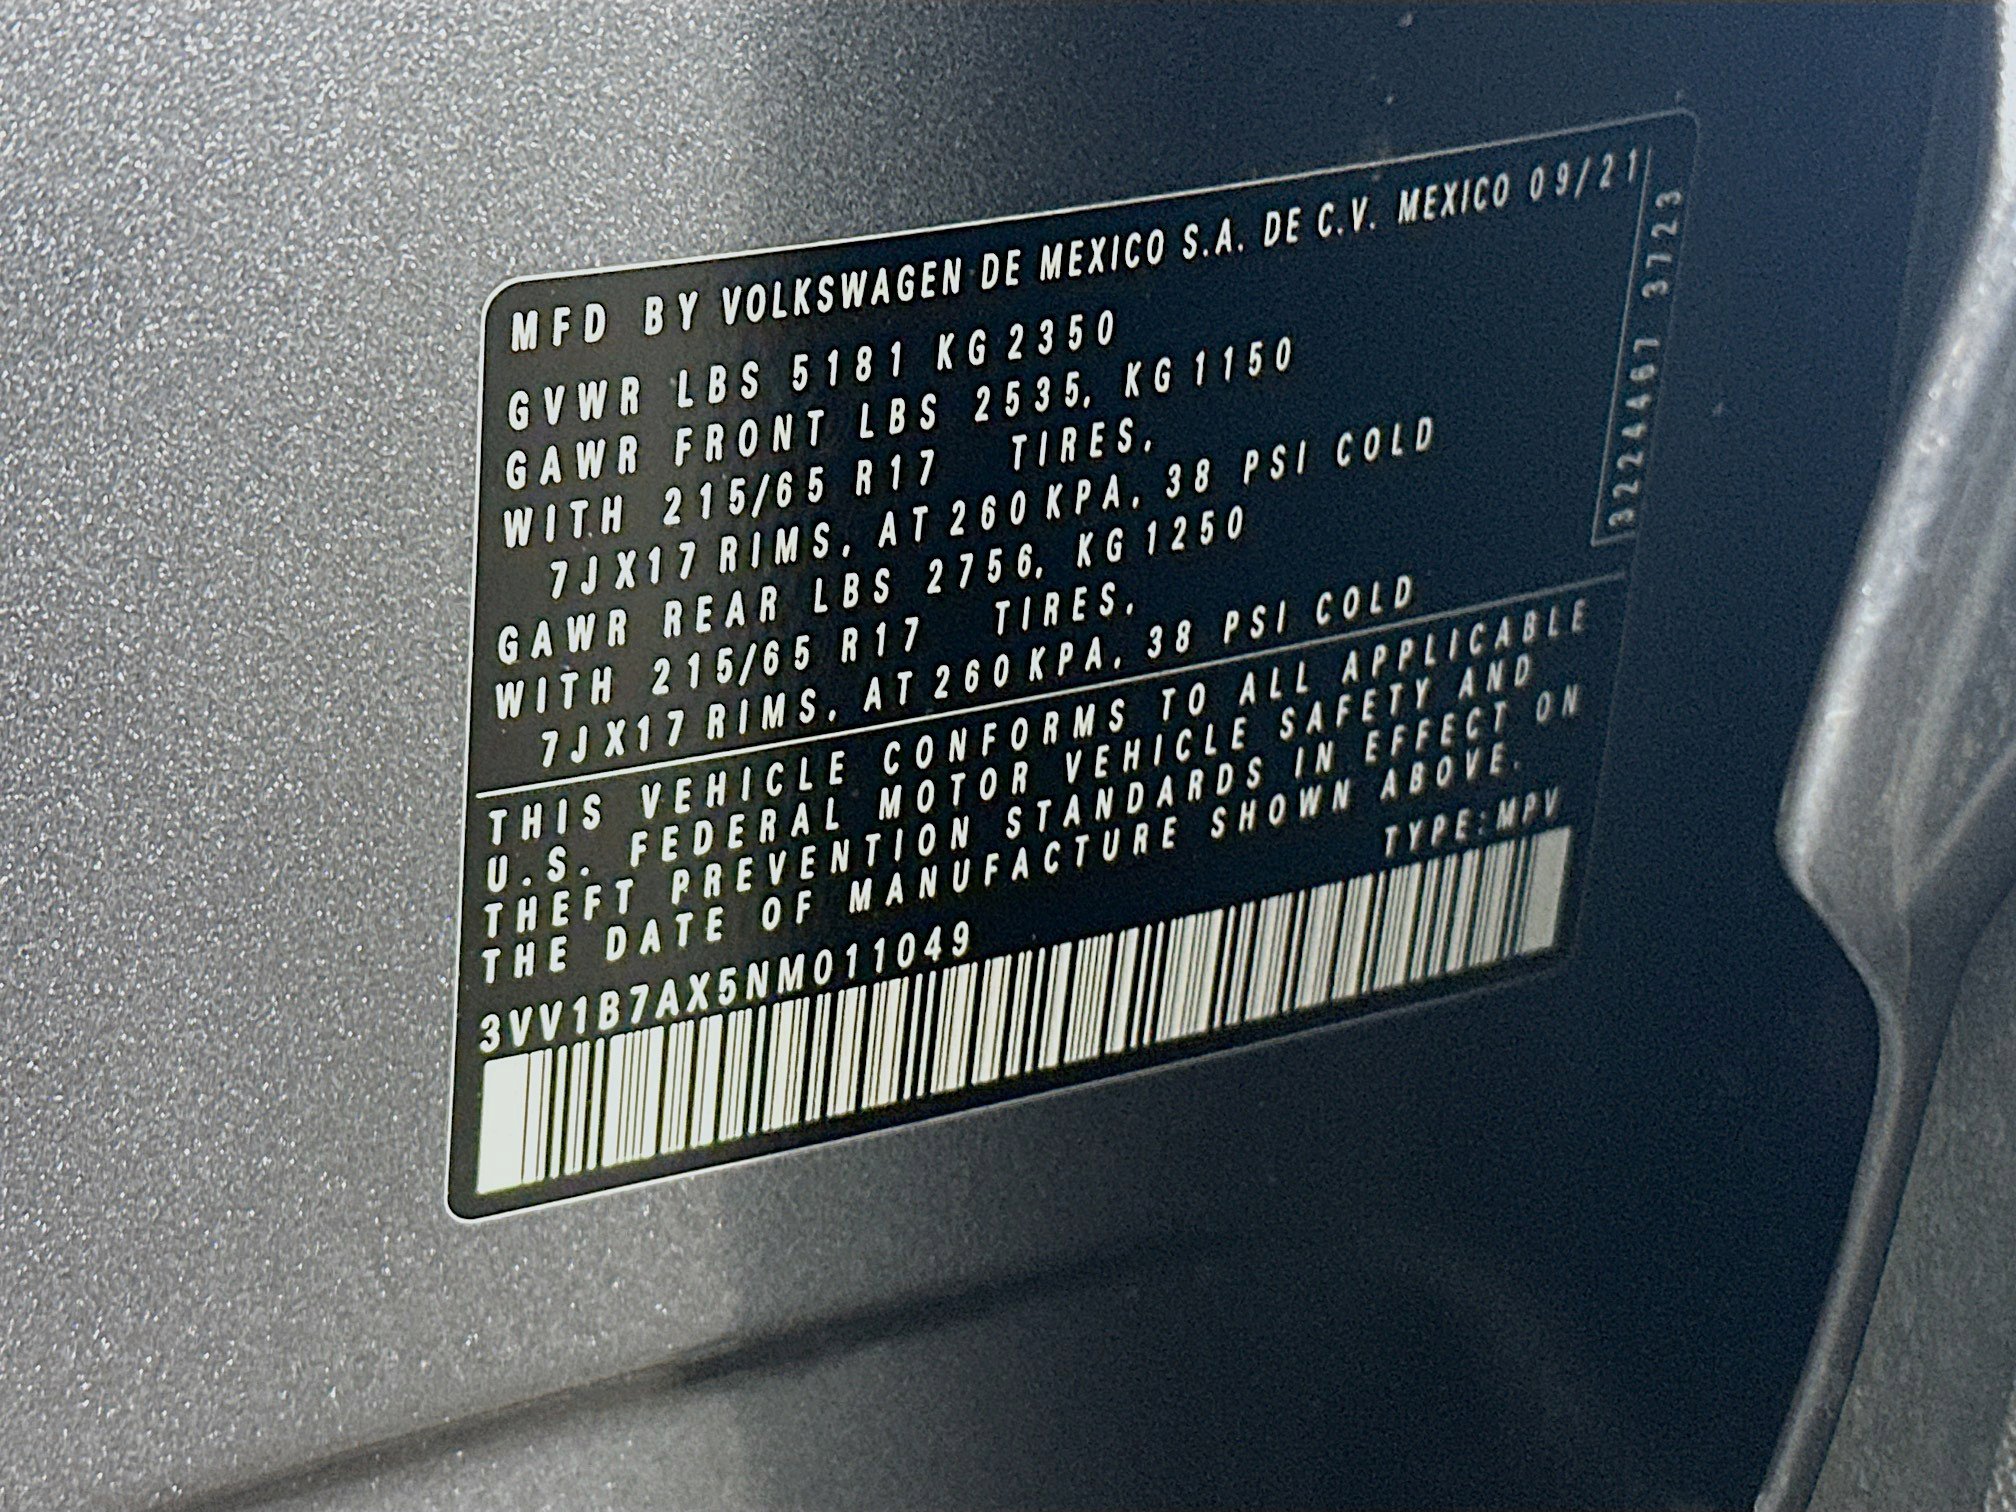 MFD BY VOLKSWAGEN DE MEXICO S.A. DE C.V. MEXICO 09/21
GVWR LBS 5181 KG 2350
GAWR FRONT LBS 2535, KG 1150
WITH 215/65 R17 TIRES,
7JX17 RIMS, AT 260 KPA, 38 PSI COLD
GAWR REAR LBS 2756, KG 1250
WITH 215/65 R17 TIRES,
7JX17 RIMS, AT 260 KPA, 38 PSI COLD
THIS VEHICLE CONFORMS TO ALL APPLICABLE
U.S. FEDERAL MOTOR VEHICLE SAFETY AND
THEFT PREVENTION STANDARDS IN EFFECT ON
THE DATE OF MANUFACTURE SHOWN ABOVE.
TYPE:MPV
3VV1B7AX5NM011049
3224467 3723